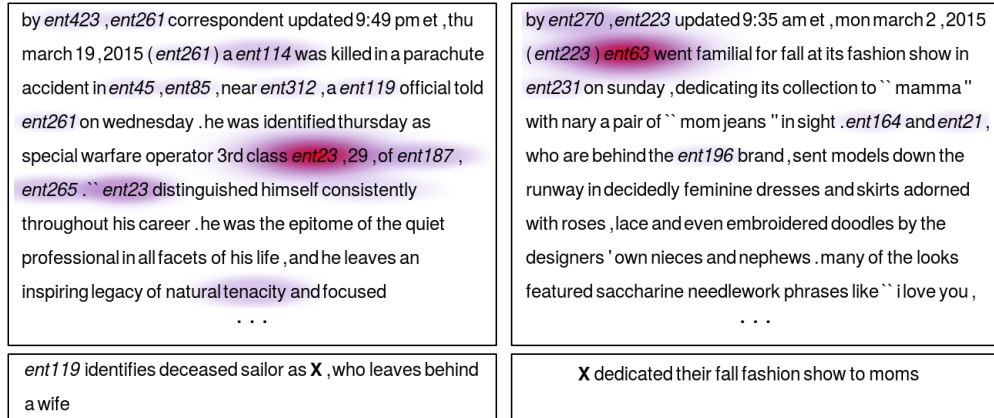 by ent423 ,ent261 correspondent updated 9:49 pm et , thu
march 19 , 2015 ( ent261 ) a ent114 was killed in a parachute
accident in ent45 , ent85 , near ent312 , a ent119 official told
ent261 on wednesday . he was identified thursday as
special warfare operator 3rd class ent23 , 29 , of ent187 ,
ent265 . `` ent23 distinguished himself consistently
throughout his career . he was the epitome of the quiet
professional in all facets of his life , and he leaves an
inspiring legacy of natural tenacity and focused
. . .
ent119 identifies deceased sailor as X , who leaves behind
a wife
by ent270 , ent223 updated 9:35 am et , mon march 2 , 2015
( ent223 ) ent63 went familial for fall at its fashion show in
ent231 on sunday , dedicating its collection to `` mamma ''
with nary a pair of `` mom jeans '' in sight . ent164 and ent21 ,
who are behind the ent196 brand , sent models down the
runway in decidedly feminine dresses and skirts adorned
with roses , lace and even embroidered doodles by the
designers ' own nieces and nephews . many of the looks
featured saccharine needlework phrases like `` i love you ,
. . .
X dedicated their fall fashion show to moms